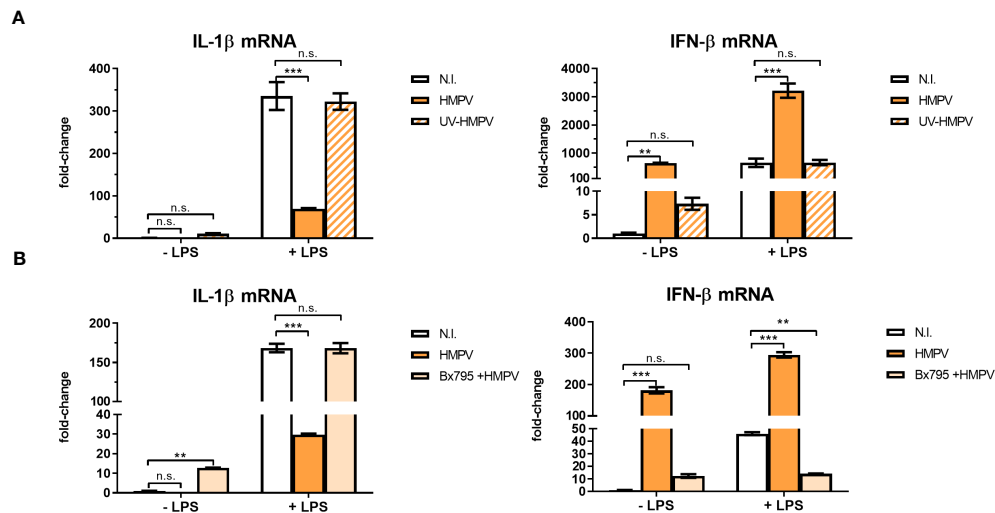 A
IL-1β mRNA
n.s.
***
n.s.
n.s.
fold-change
400
300
200
100
0
- LPS
+ LPS
N.I.
HMPV
UV-HMPV
IFN-β mRNA
n.s.
***
n.s.
**
fold-change
4000
3000
2000
1000
100
10
5
0
- LPS
+ LPS
N.I.
HMPV
UV-HMPV
B
IL-1β mRNA
n.s.
***
**
n.s.
fold-change
200
150
100
40
30
20
10
0
- LPS
+ LPS
N.I.
HMPV
Bx795 +HMPV
IFN-β mRNA
**
***
n.s.
***
fold-change
400
300
200
100
50
40
30
20
10
0
- LPS
+ LPS
N.I.
HMPV
Bx795 +HMPV